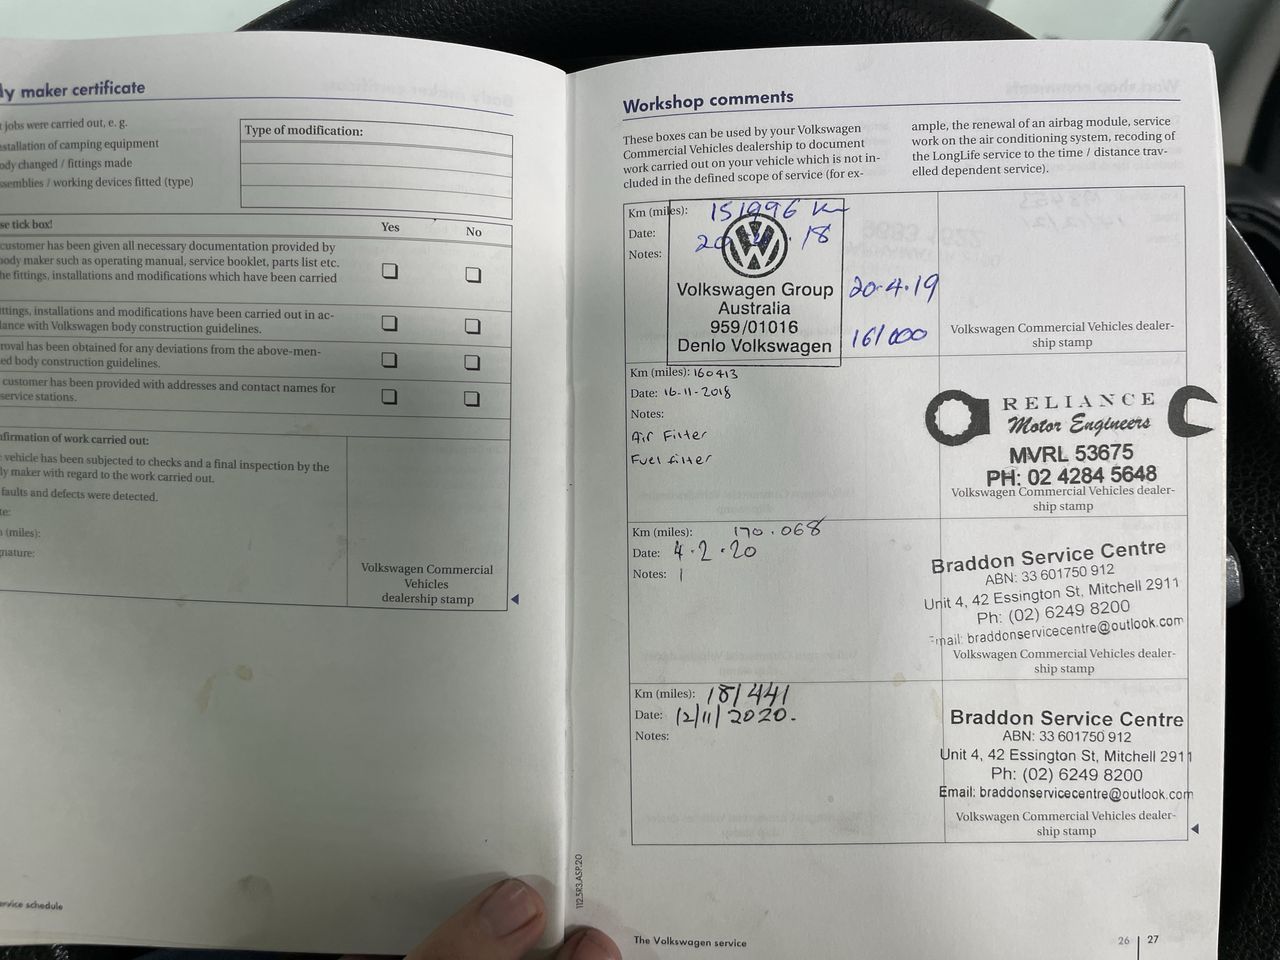 ly maker certificate
t jobs were carried out, e. g.
nstallation of camping equipment
ody changed / fittings made
ssemblies / working devices fitted (type)
Type of modification:
se tick box!
Yes
No
customer has been given all necessary documentation provided by
ody maker such as operating manual, service booklet, parts list etc.
he fittings, installations and modifications which have been carried
ittings, installations and modifications have been carried out in ac-
lance with Volkswagen body construction guidelines.
roval has been obtained for any deviations from the above-men-
ed body construction guidelines.
customer has been provided with addresses and contact names for
service stations.
nfirmation of work carried out:
vehicle has been subjected to checks and a final inspection by the
ly maker with regard to the work carried out.
faults and defects were detected.
te:
n (miles):
gnature:
Volkswagen Commercial
Vehicles
dealership stamp
ervice schedule
Workshop comments
These boxes can be used by your Volkswagen
Commercial Vehicles dealership to document
work carried out on your vehicle which is not in-
cluded in the defined scope of service (for ex-
ample, the renewal of an airbag module, service
work on the air conditioning system, recoding of
the LongLife service to the time / distance trav-
elled dependent service).
Km (miles): 151996 km
Date: 20 . 18
Notes:
Volkswagen Group
Australia
959/01016
Denlo Volkswagen
20.4.19
161000
Volkswagen Commercial Vehicles dealer-
ship stamp
Km (miles): 160413
Date: 16-11-2018
Notes:
Air Filter
Fuel filter
RELIANCE
Motor Engineers
MVRL 53675
PH: 02 4284 5648
Volkswagen Commercial Vehicles dealer-
ship stamp
Km (miles): 170.068
Date: 4.2.20
Notes:
Braddon Service Centre
ABN: 33 601750 912
Unit 4, 42 Essington St, Mitchell 2911
Ph: (02) 6249 8200
Email: braddonservicecentre@outlook.com
Volkswagen Commercial Vehicles dealer-
ship stamp
Km (miles): 181441
Date: 12/11/2020.
Notes:
Braddon Service Centre
ABN: 33 601750 912
Unit 4, 42 Essington St, Mitchell 2911
Ph: (02) 6249 8200
Email: braddonservicecentre@outlook.com
Volkswagen Commercial Vehicles dealer-
ship stamp
112.5R3.ASP.20
The Volkswagen service
26 | 27